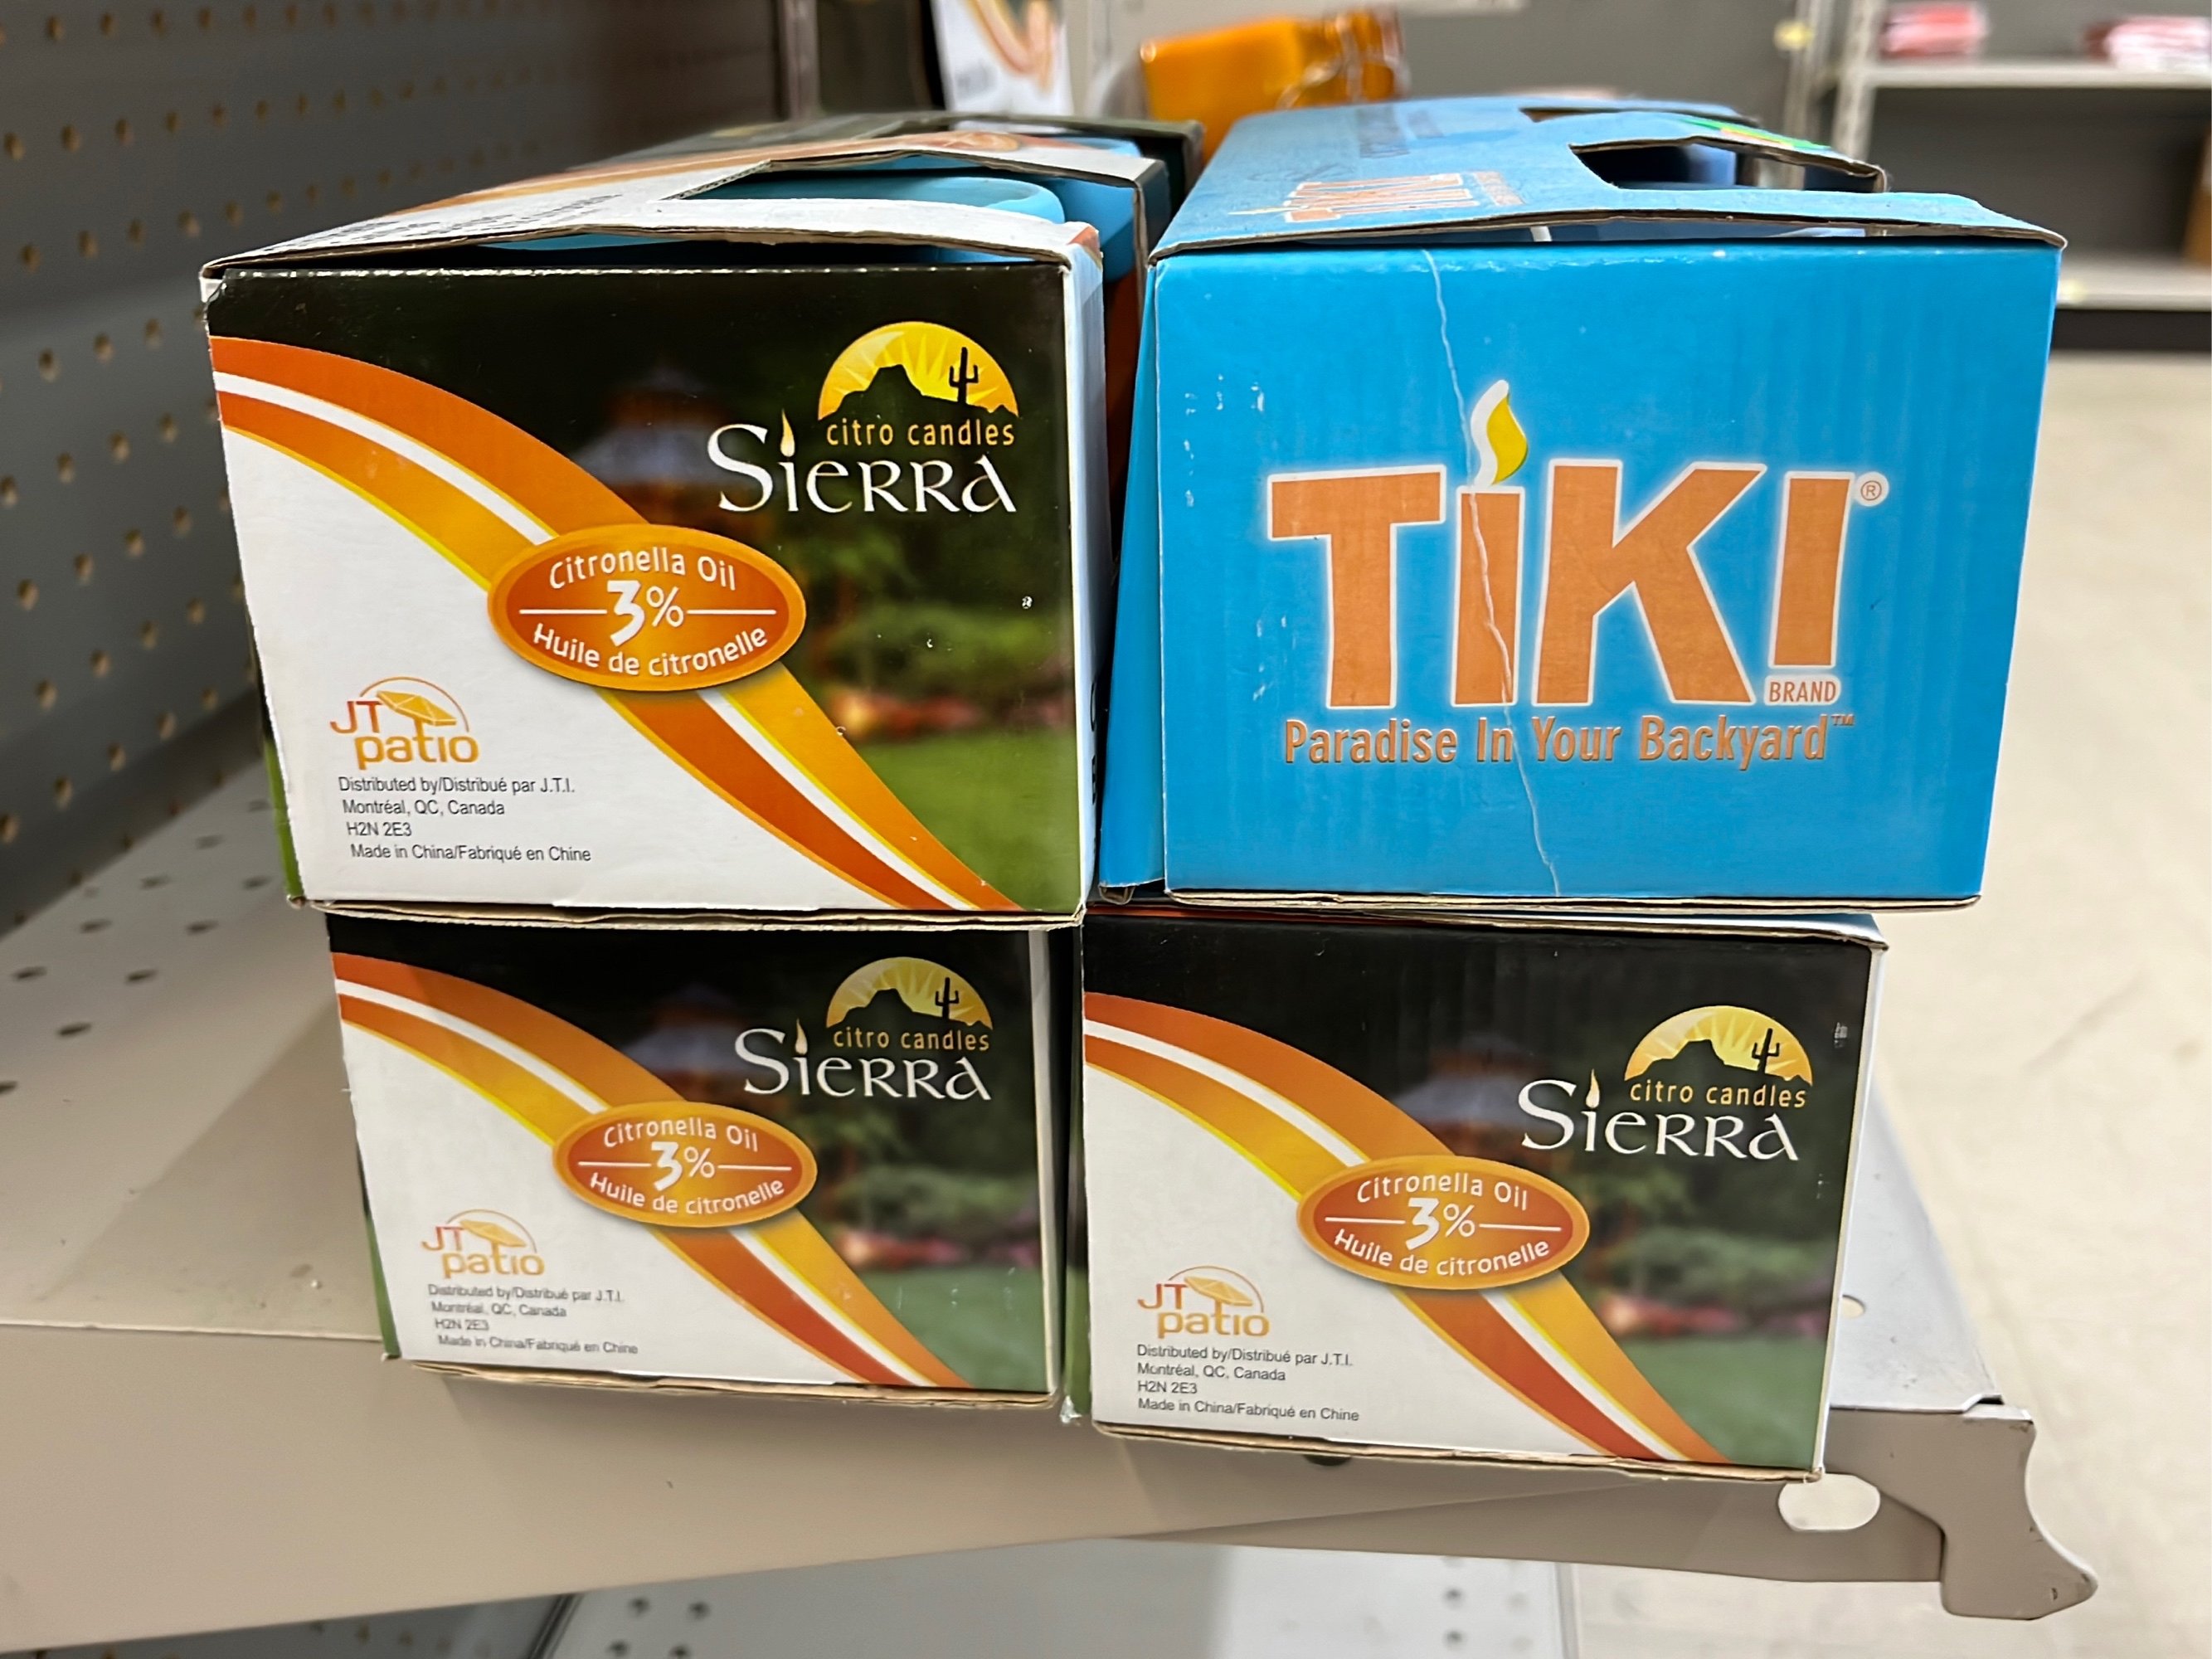 citro candles
Sierra
Citronella Oil
3%
Huile de citronelle
JT
patio
Distributed by/Distribué par J.T.I.
Montréal, QC, Canada
H2N 2E3
Made in China/Fabriqué en Chine
TIKI
TIKI®
BRAND
Paradise In Your Backyard™
citro candles
Sierra
Citronella Oil
3%
Huile de citronelle
JT
patio
Distributed by/Distribué par J.T.I.
Montréal, QC, Canada
H2N 2E3
Made in China/Fabriqué en Chine
citro candles
Sierra
Citronella Oil
3%
Huile de citronelle
JT
patio
Distributed by/Distribué par J.T.I.
Montréal, QC, Canada
H2N 2E3
Made in China/Fabriqué en Chine